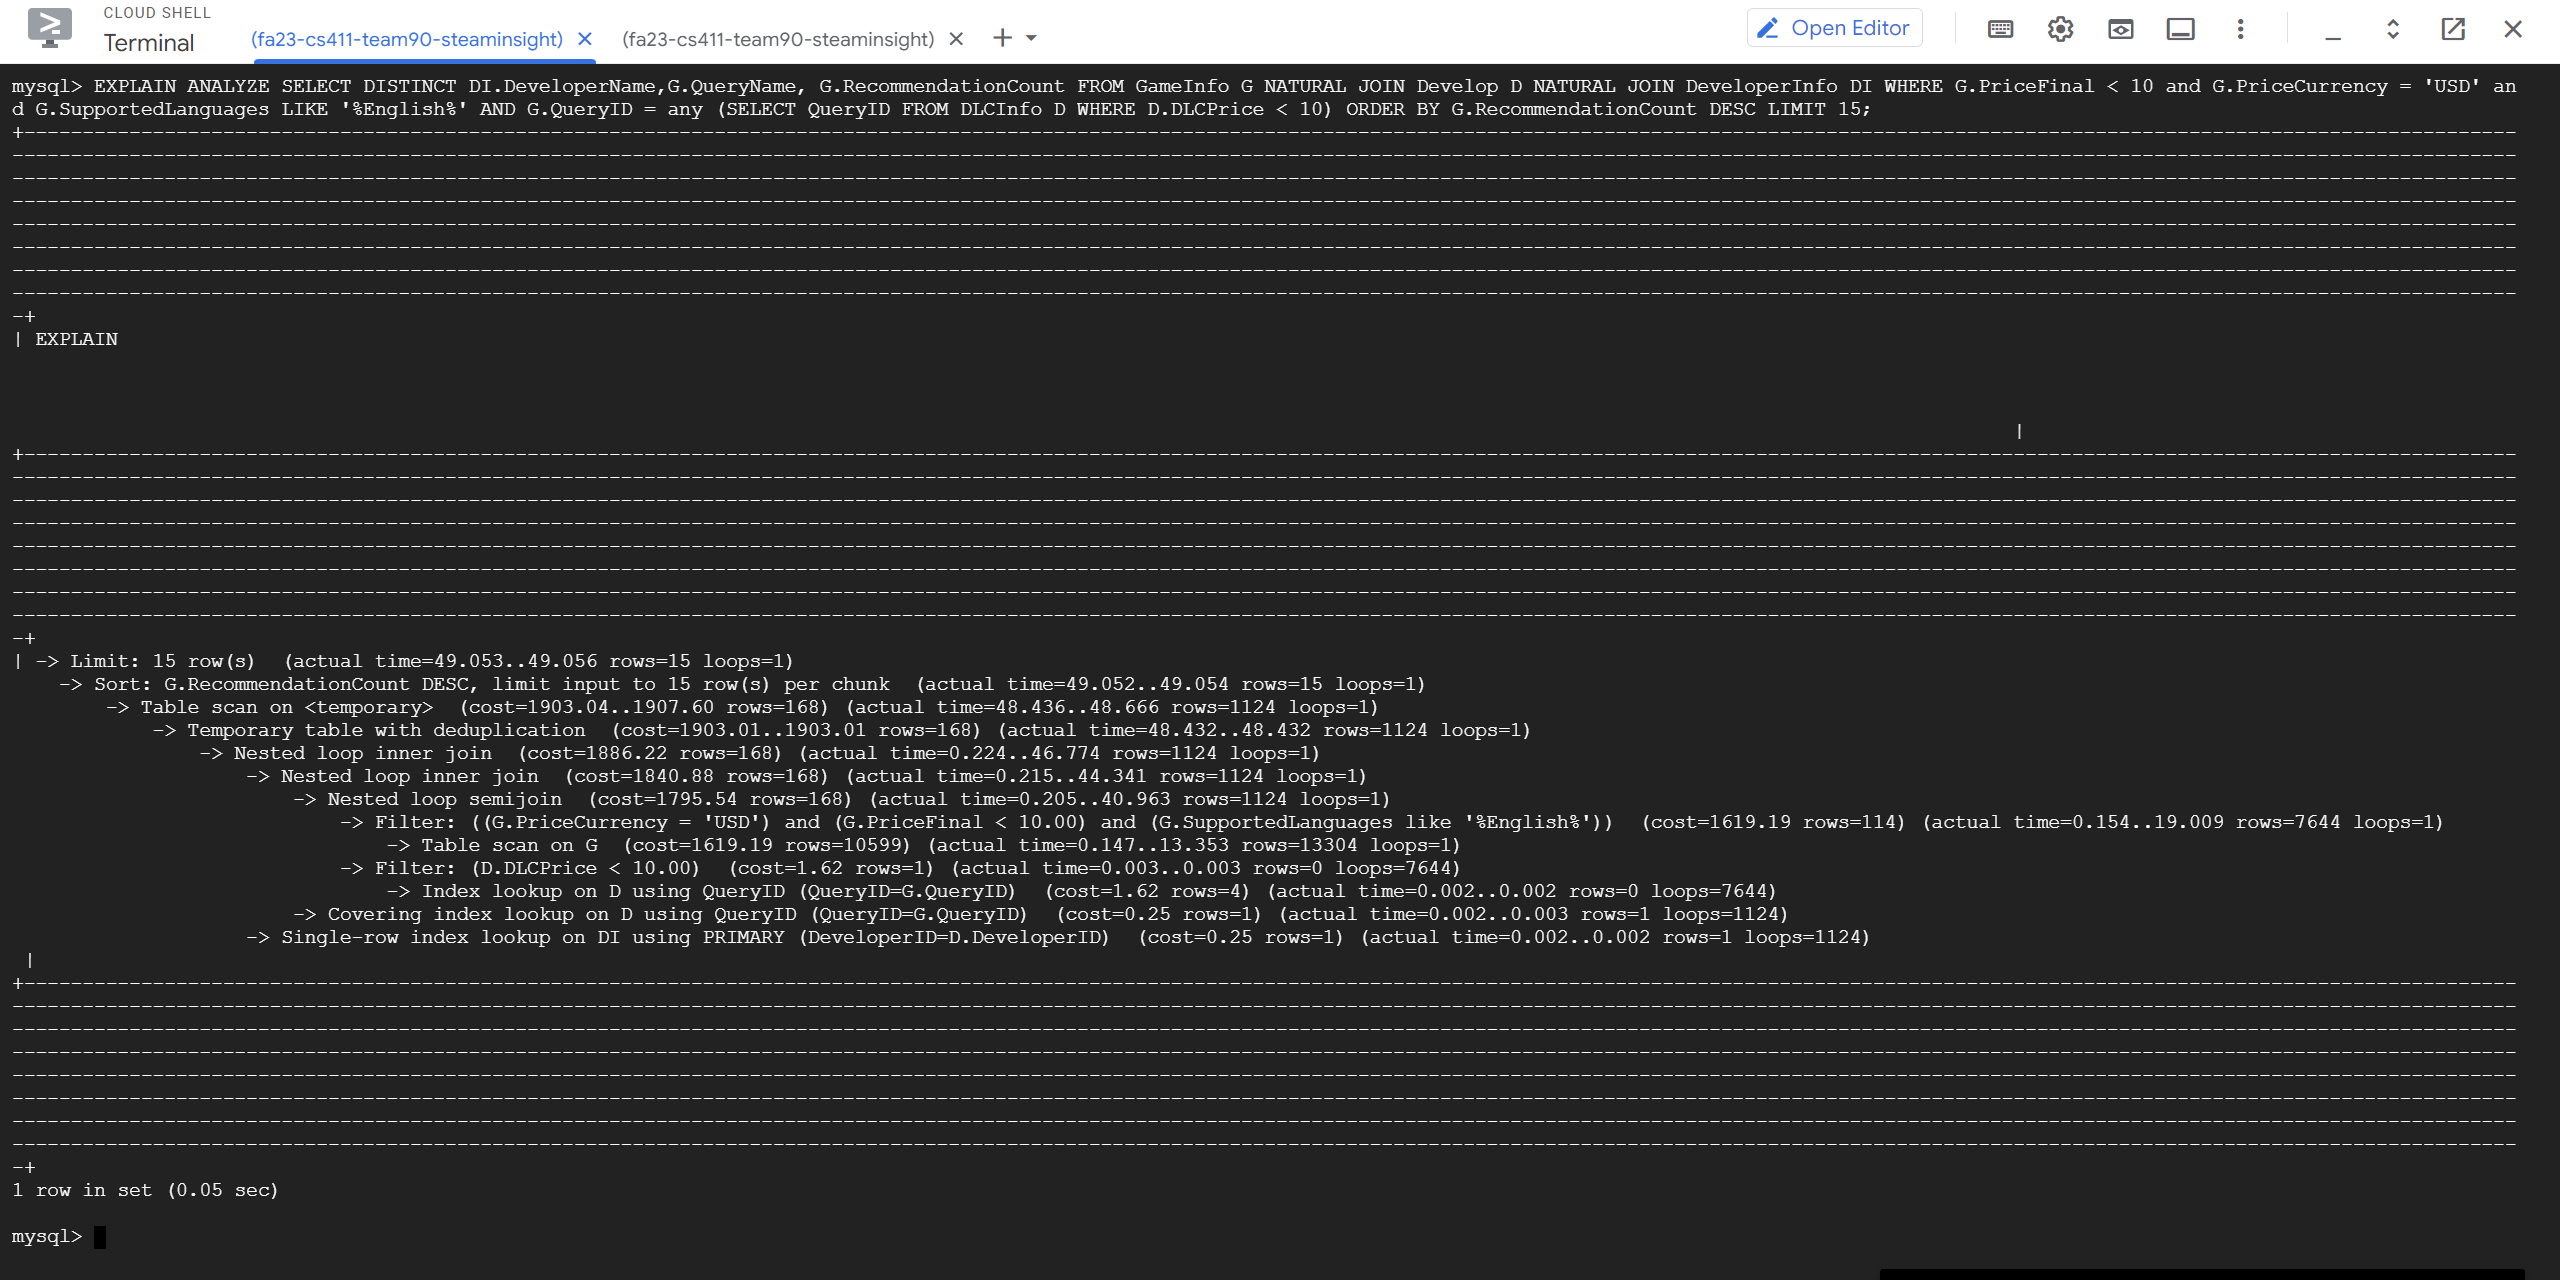 CLOUD SHELL
Terminal
(fa23-cs411-team90-steaminsight) (fa23-cs411-team90-steaminsight)
Open Editor
mysql> EXPLAIN ANALYZE SELECT DISTINCT DI.DeveloperName,G.QueryName, G.RecommendationCount FROM GameInfo G NATURAL JOIN Develop D NATURAL JOIN DeveloperInfo DI WHERE G.PriceFinal < 10 and G.PriceCurrency = 'USD' an
d G.SupportedLanguages LIKE '%English%' AND G.QueryID = any (SELECT QueryID FROM DLCInfo D WHERE D.DLCPrice < 10) ORDER BY G.RecommendationCount DESC LIMIT 15;
| EXPLAIN
|
| -> Limit: 15 row(s)  (actual time=49.053..49.056 rows=15 loops=1)
    -> Sort: G.RecommendationCount DESC, limit input to 15 row(s) per chunk  (actual time=49.052..49.054 rows=15 loops=1)
        -> Table scan on <temporary>  (cost=1903.04..1907.60 rows=168) (actual time=48.436..48.666 rows=1124 loops=1)
            -> Temporary table with deduplication  (cost=1903.01..1903.01 rows=168) (actual time=48.432..48.432 rows=1124 loops=1)
                -> Nested loop inner join  (cost=1886.22 rows=168) (actual time=0.224..46.774 rows=1124 loops=1)
                    -> Nested loop inner join  (cost=1840.88 rows=168) (actual time=0.215..44.341 rows=1124 loops=1)
                        -> Nested loop semijoin  (cost=1795.54 rows=168) (actual time=0.205..40.963 rows=1124 loops=1)
                            -> Filter: ((G.PriceCurrency = 'USD') and (G.PriceFinal < 10.00) and (G.SupportedLanguages like '%English%'))  (cost=1619.19 rows=114) (actual time=0.154..19.009 rows=7644 loops=1)
                                -> Table scan on G  (cost=1619.19 rows=10599) (actual time=0.147..13.353 rows=13304 loops=1)
                            -> Filter: (D.DLCPrice < 10.00)  (cost=1.62 rows=1) (actual time=0.003..0.003 rows=0 loops=7644)
                                -> Index lookup on D using QueryID (QueryID=G.QueryID)  (cost=1.62 rows=4) (actual time=0.002..0.002 rows=0 loops=7644)
                        -> Covering index lookup on D using QueryID (QueryID=G.QueryID)  (cost=0.25 rows=1) (actual time=0.002..0.003 rows=1 loops=1124)
                    -> Single-row index lookup on DI using PRIMARY (DeveloperID=D.DeveloperID)  (cost=0.25 rows=1) (actual time=0.002..0.002 rows=1 loops=1124)
 |
1 row in set (0.05 sec)
mysql>